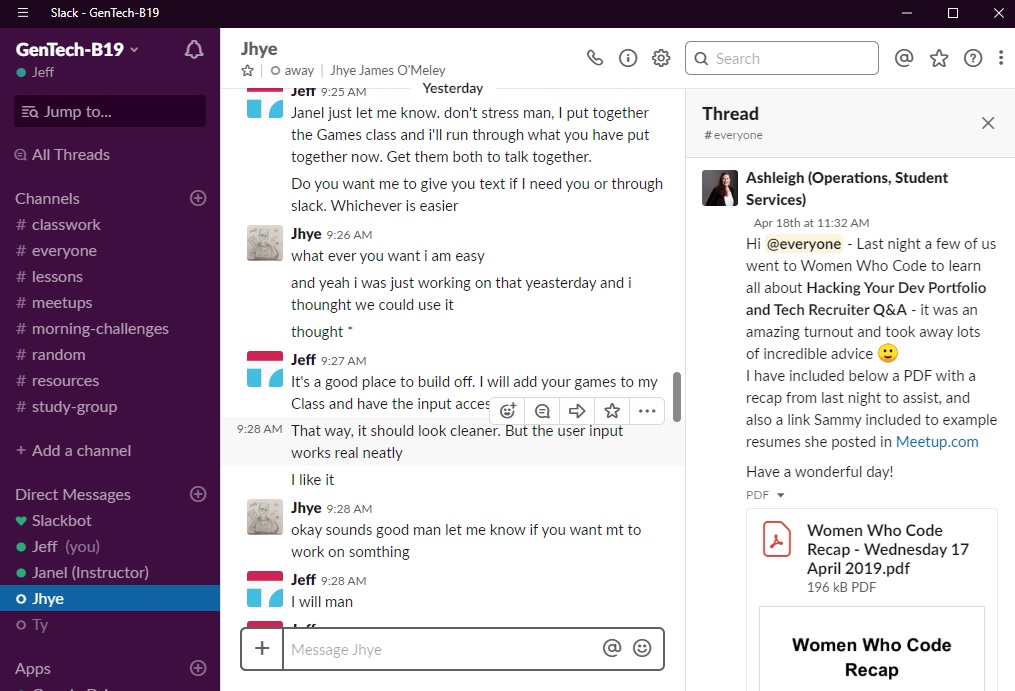 Slack - GenTech-B19
GenTech-B19
Jeff
Jump to...
All Threads
Channels
# classwork
# everyone
# lessons
# meetups
# morning-challenges
# random
# resources
# study-group
+ Add a channel
Direct Messages
Slackbot
Jeff (you)
Janel (Instructor)
Jhye
Ty
Apps
Jhye
away | Jhye James O'Meley
Search
Yesterday
Jeff 9:25 AM
Janel just let me know. don't stress man, I put together
the Games class and i'll run through what you have put
together now. Get them both to talk together.
Do you want me to give you text if I need you or through
slack. Whichever is easier
Jhye 9:26 AM
what ever you want i am easy
and yeah i was just working on that yeasterday and i
thounght we could use it
thought *
Jeff 9:27 AM
It's a good place to build off. I will add your games to my
Class and have the input acces
9:28 AM That way, it should look cleaner. But the user input
works real neatly
I like it
Jhye 9:28 AM
okay sounds good man let me know if you want mt to
work on somthing
Jeff 9:28 AM
I will man
Jeff
Message Jhye
Thread
# everyone
Ashleigh (Operations, Student
Services)
Apr 18th at 11:32 AM
Hi @everyone - Last night a few of us
went to Women Who Code to learn
all about Hacking Your Dev Portfolio
and Tech Recruiter Q&A - it was an
amazing turnout and took away lots
of incredible advice
I have included below a PDF with a
recap from last night to assist, and
also a link Sammy included to example
resumes she posted in Meetup.com
Have a wonderful day!
PDF
Women Who Code
Recap - Wednesday 17
April 2019.pdf
196 kB PDF
Women Who Code
Recap